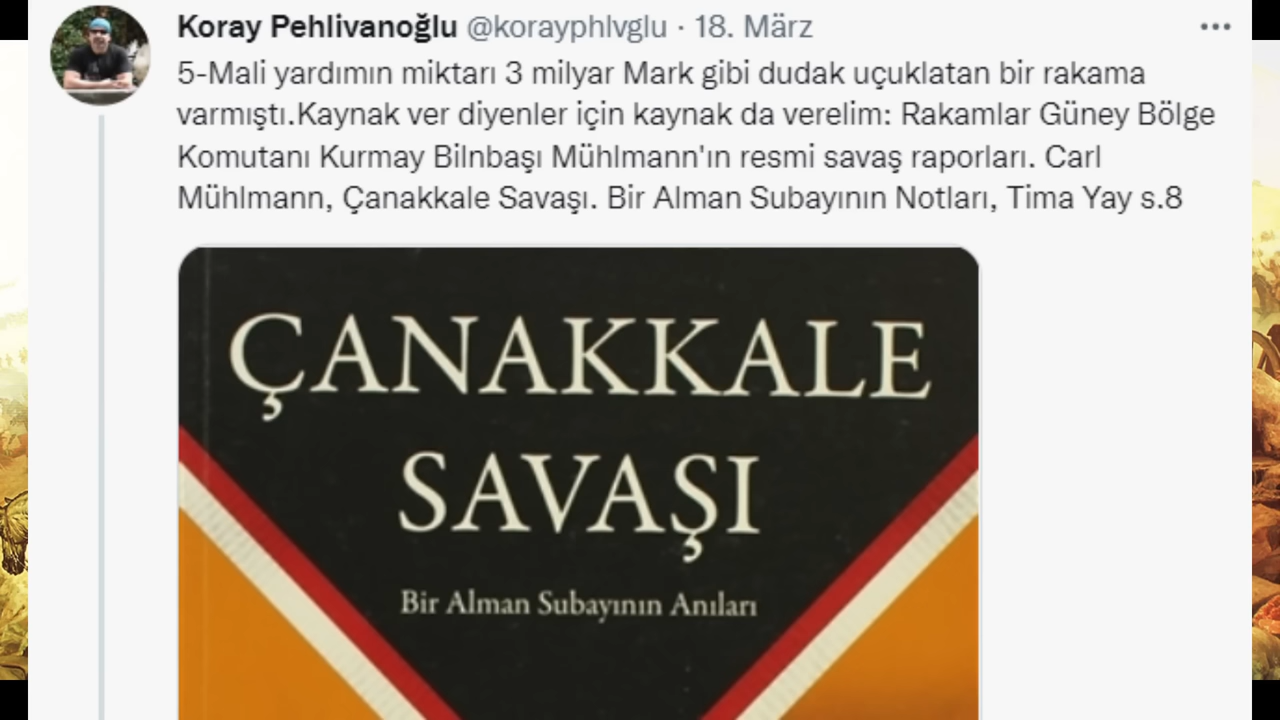 Koray Pehlivanoğlu @korayphlvglu · 18. März
5-Mali yardımın miktarı 3 milyar Mark gibi dudak uçuklatan bir rakama
varmıştı.Kaynak ver diyenler için kaynak da verelim: Rakamlar Güney Bölge
Komutanı Kurmay Bilnbaşı Mühlmann'ın resmi savaş raporları. Carl
Mühlmann, Çanakkale Savaşı. Bir Alman Subayının Notları, Tima Yay s.8
ÇANAKKALE
SAVAŞI
Bir Alman Subayının Anıları